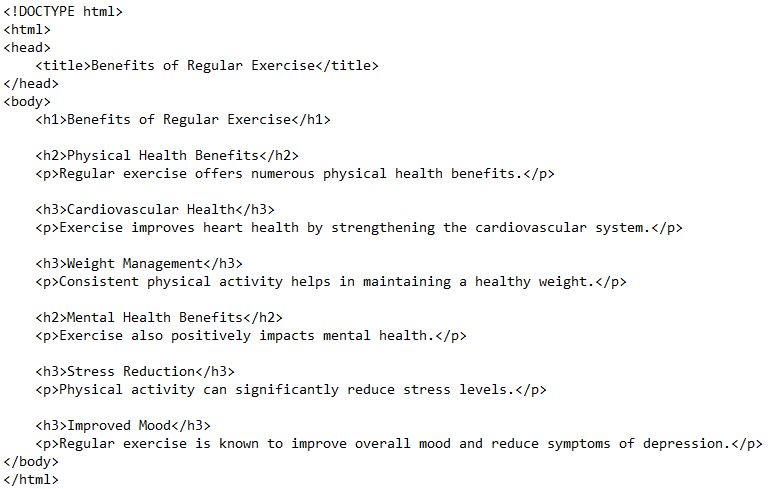 <!DOCTYPE html>
<html>
<head>
    <title>Benefits of Regular Exercise</title>
</head>
<body>
    <h1>Benefits of Regular Exercise</h1>

    <h2>Physical Health Benefits</h2>
    <p>Regular exercise offers numerous physical health benefits.</p>

    <h3>Cardiovascular Health</h3>
    <p>Exercise improves heart health by strengthening the cardiovascular system.</p>

    <h3>Weight Management</h3>
    <p>Consistent physical activity helps in maintaining a healthy weight.</p>

    <h2>Mental Health Benefits</h2>
    <p>Exercise also positively impacts mental health.</p>

    <h3>Stress Reduction</h3>
    <p>Physical activity can significantly reduce stress levels.</p>

    <h3>Improved Mood</h3>
    <p>Regular exercise is known to improve overall mood and reduce symptoms of depression.</p>
</body>
</html>